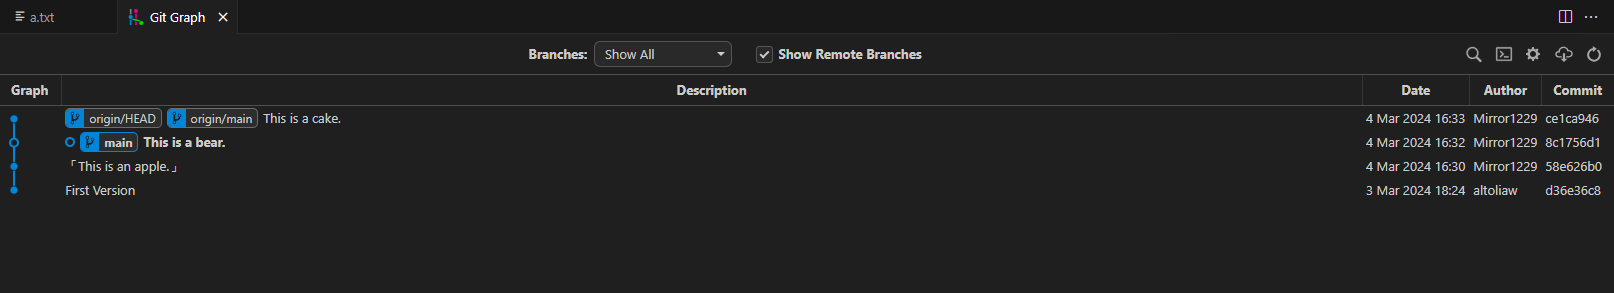 a.txt Git Graph
Branches: Show All Show Remote Branches
Graph Description Date Author Commit
origin/HEAD origin/main This is a cake. 4 Mar 2024 16:33 Mirror1229 ce1ca946
main This is a bear. 4 Mar 2024 16:32 Mirror1229 8c1756d1
「This is an apple.」 4 Mar 2024 16:30 Mirror1229 58e626b0
First Version 3 Mar 2024 18:24 altoliaw d36e36c8